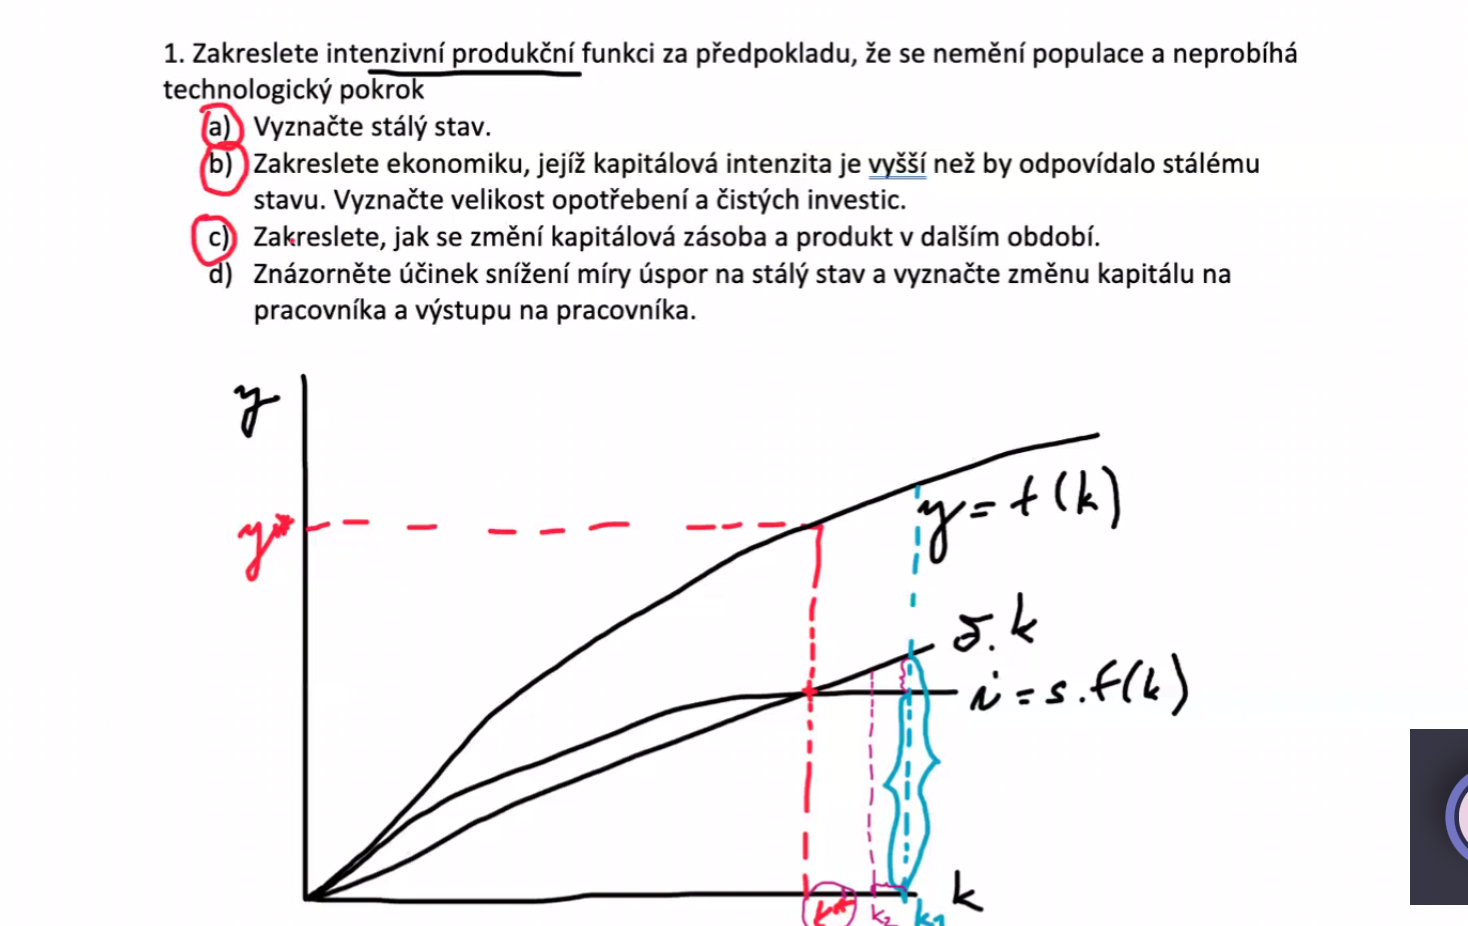 1. Zakreslete intenzivní produkční funkci za předpokladu, že se nemění populace a neprobíhá
technologický pokrok
a) Vyznačte stálý stav.
b) Zakreslete ekonomiku, jejíž kapitálová intenzita je vyšší než by odpovídalo stálému
stavu. Vyznačte velikost opotřebení a čistých investic.
c) Zakreslete, jak se změní kapitálová zásoba a produkt v dalším období.
d) Znázorněte účinek snížení míry úspor na stálý stav a vyznačte změnu kapitálu na
pracovníka a výstupu na pracovníka.
y
y = f(k)
y*
δ.k
i = s.f(k)
k
k* k2 k1